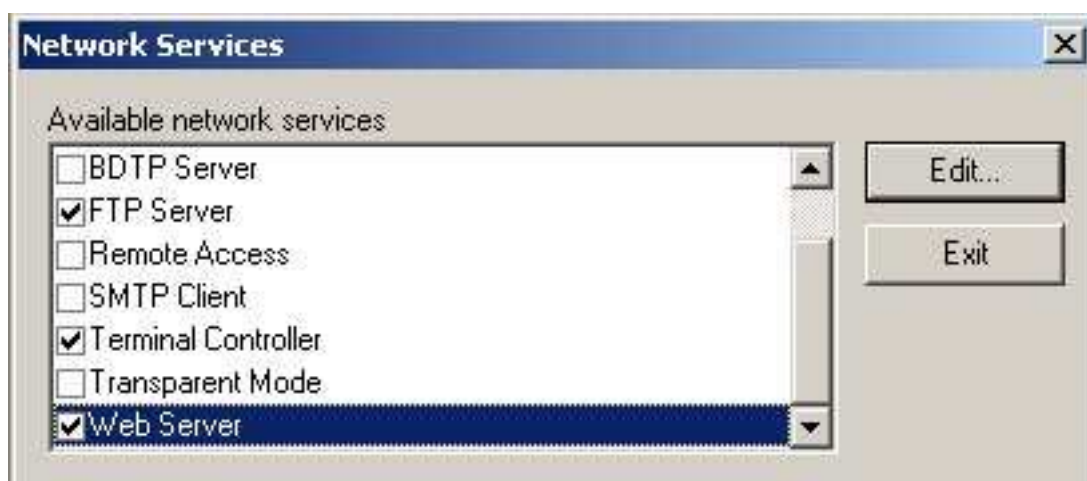 Network Services
Available network services
BDTP Server
FTP Server
Remote Access
SMTP Client
Terminal Controller
Transparent Mode
Web Server
Edit...
Exit